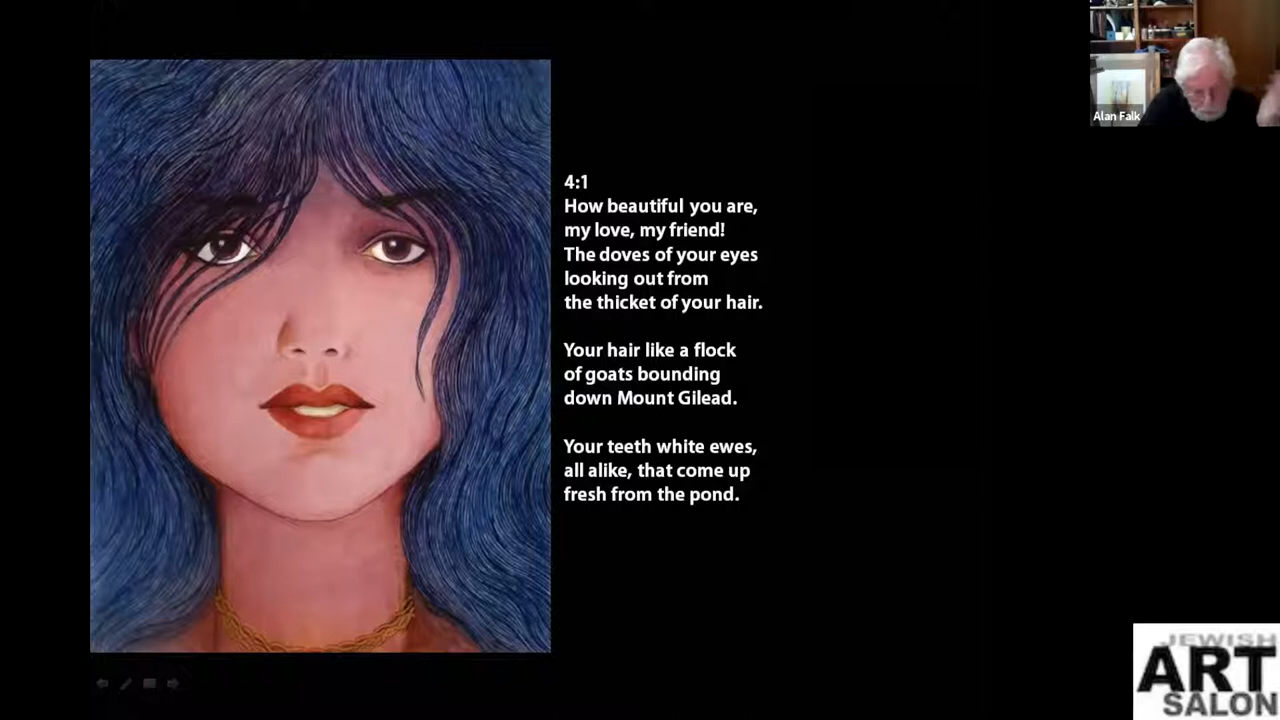 Alan Falk
4:1
How beautiful you are,
my love, my friend!
The doves of your eyes
looking out from
the thicket of your hair.
Your hair like a flock
of goats bounding
down Mount Gilead.
Your teeth white ewes,
all alike, that come up
fresh from the pond.
JEWISH
ART
SALON